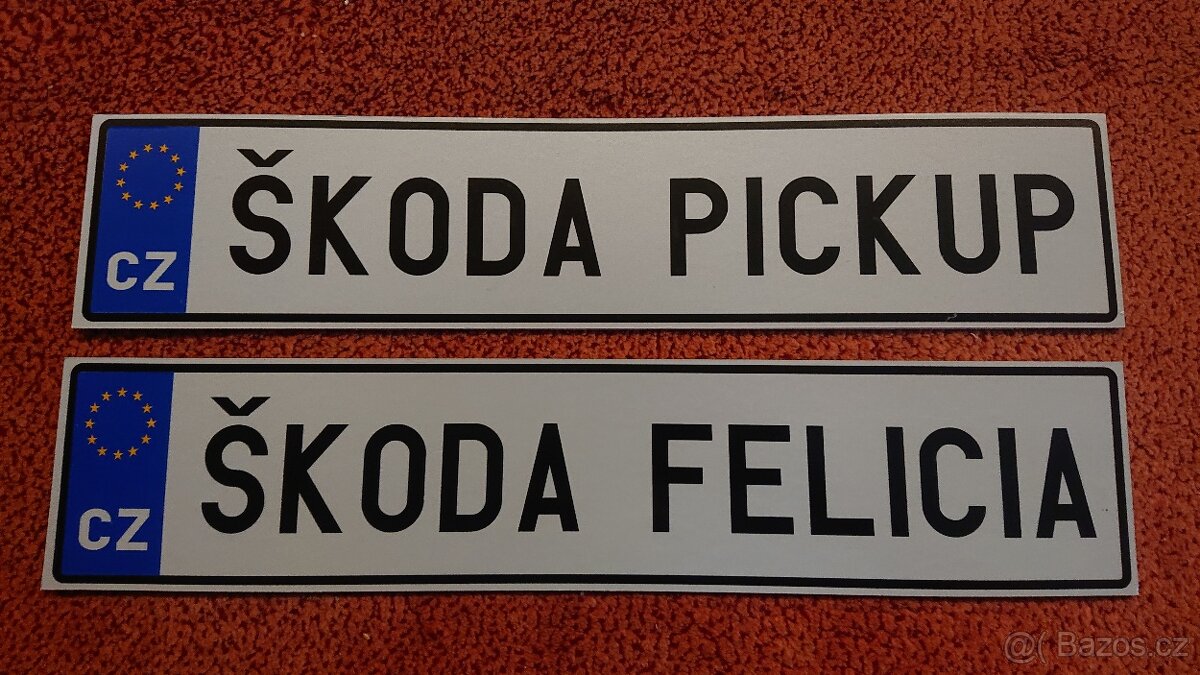 CZ ŠKODA PICKUP
CZ ŠKODA FELICIA
@( Bazos.cz